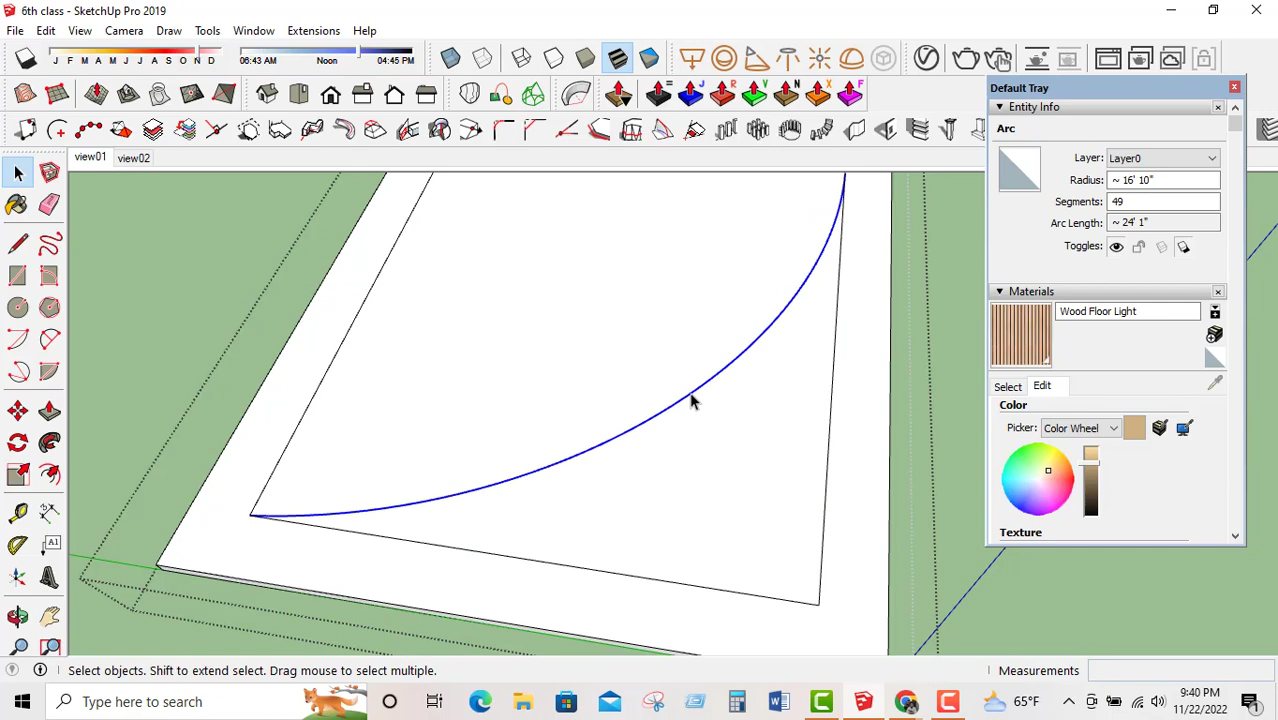 6th class - SketchUp Pro 2019
File Edit View Camera Draw Tools Window Extensions Help
J F M A M J J A S O N D
06:43 AM Noon 04:45 PM
Default Tray
Entity Info
Arc
view01 view02
Layer: Layer0
Radius: ~ 16' 10"
Segments: 49
Arc Length: ~ 24' 1"
Toggles:
Materials
Wood Floor Light
Select Edit
Color
Picker: Color Wheel
Texture
A1
Select objects. Shift to extend select. Drag mouse to select multiple.
Measurements
Type here to search
65°F
9:40 PM
11/22/2022
1